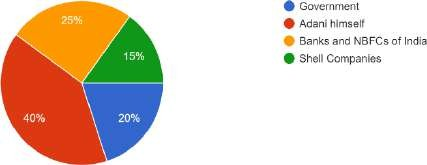 25%
15%
40%
20%
Government
Adani himself
Banks and NBFCs of India
Shell Companies